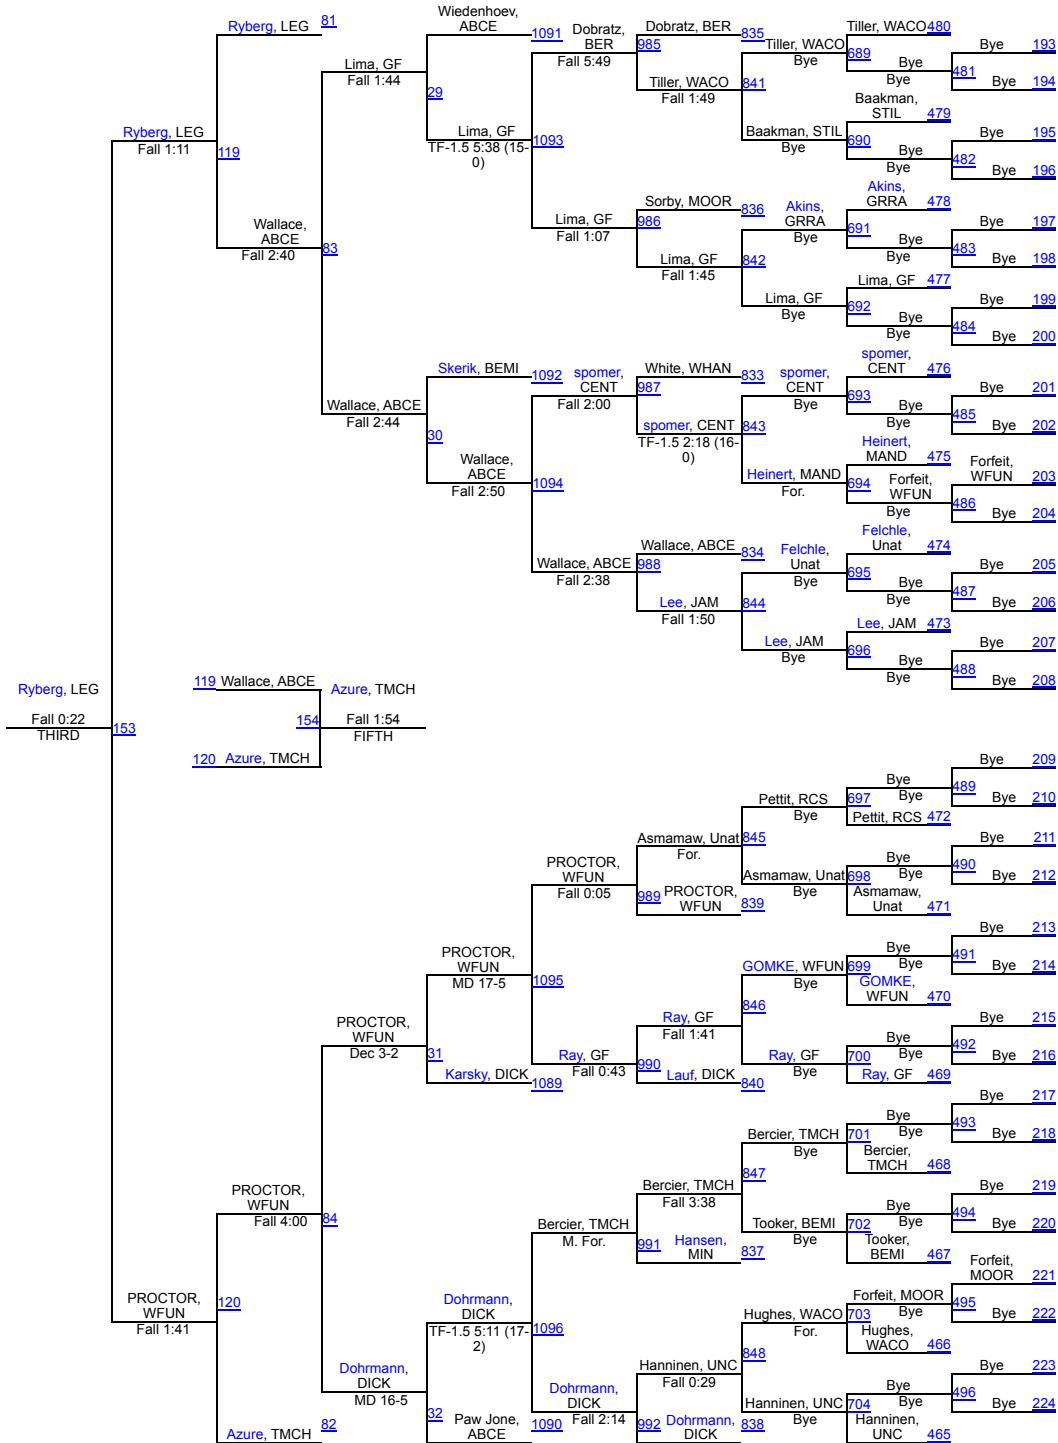 Ryberg, LEG 81
Wiedenhoev, ABCE 1091
Dobratz, BER 985
Fall 5:49
Dobratz, BER 835
Tiller, WACO 689
Bye
Tiller, WACO 480
Bye 193
Bye 481
Bye 194
Lima, GF
Fall 1:44
29
Tiller, WACO 841
Fall 1:49
Baakman, STIL 479
Ryberg, LEG
Fall 1:11
119
Lima, GF 1093
TF-1.5 5:38 (15-0)
Baakman, STIL 690
Bye
Bye 195
Bye 482
Bye
Bye 196
Wallace, ABCE 83
Fall 2:40
Lima, GF 986
Fall 1:07
Sorby, MOOR 836
Akins, GRRA 691
Bye
Akins, GRRA 478
Bye 197
Bye 483
Bye
Bye 198
Lima, GF 842
Fall 1:45
Lima, GF 477
Lima, GF 692
Bye
Bye 199
Bye 484
Bye
Bye 200
Skerik, BEMI 1092
spomer, CENT 987
Fall 2:00
White, WHAN 833
spomer, CENT 693
Bye
spomer, CENT 476
Bye 201
Bye 485
Bye
Bye 202
Wallace, ABCE
Fall 2:44
30
spomer, CENT 843
TF-1.5 2:18 (16-0)
Heinert, MAND 475
Wallace, ABCE 1094
Fall 2:50
Heinert, MAND 694
For.
Forfeit, WFUN 203
Forfeit, WFUN 486
Bye
Bye 204
Wallace, ABCE 988
Fall 2:38
Wallace, ABCE 834
Felchle, Unat 695
Bye
Felchle, Unat 474
Bye 205
Bye 487
Bye
Bye 206
Lee, JAM 844
Fall 1:50
Lee, JAM 473
Lee, JAM 696
Bye
Bye 207
Bye 488
Bye
Bye 208
Ryberg, LEG
Fall 0:22
THIRD
153
119 Wallace, ABCE
Azure, TMCH
154 Fall 1:54
FIFTH
120 Azure, TMCH
Bye 209
Bye 489
Bye
Bye 210
Pettit, RCS 697
Bye
Pettit, RCS 472
Asmamaw, Unat 845
For.
Bye 211
Bye 490
Bye
Bye 212
PROCTOR, WFUN 989
Fall 0:05
PROCTOR, WFUN 839
Asmamaw, Unat 698
Bye
Asmamaw, Unat 471
PROCTOR, WFUN 1095
MD 17-5
Bye 213
Bye 491
Bye
Bye 214
GOMKE, WFUN 699
Bye
GOMKE, WFUN 470
846
PROCTOR, WFUN
Dec 3-2
31
Ray, GF
Fall 1:41
Bye 215
Bye 492
Bye
Bye 216
Karsky, DICK 1089
Ray, GF 990
Fall 0:43
Lauf, DICK 840
Ray, GF 700
Bye
Ray, GF 469
Bye 217
Bye 493
Bye
Bye 218
Bercier, TMCH 701
Bye
Bercier, TMCH 468
847
PROCTOR, WFUN 84
Fall 4:00
Bercier, TMCH
Fall 3:38
Bye 219
Bye 494
Bye
Bye 220
Bercier, TMCH 991
M. For.
Hansen, MIN 837
Tooker, BEMI 702
Bye
Tooker, BEMI 467
PROCTOR, WFUN
Fall 1:41
120
Dohrmann, DICK 1096
TF-1.5 5:11 (17-2)
Forfeit, MOOR 221
Forfeit, MOOR 495
Bye
Bye 222
Hughes, WACO 703
For.
Hughes, WACO 466
848
Hanninen, UNC
Fall 0:29
Dohrmann, DICK
MD 16-5
32
Bye 223
Bye 496
Bye
Bye 224
Azure, TMCH 82
Paw Jone, ABCE 1090
Dohrmann, DICK 992
Fall 2:14
Dohrmann, DICK 838
Hanninen, UNC 704
Bye
Hanninen, UNC 465